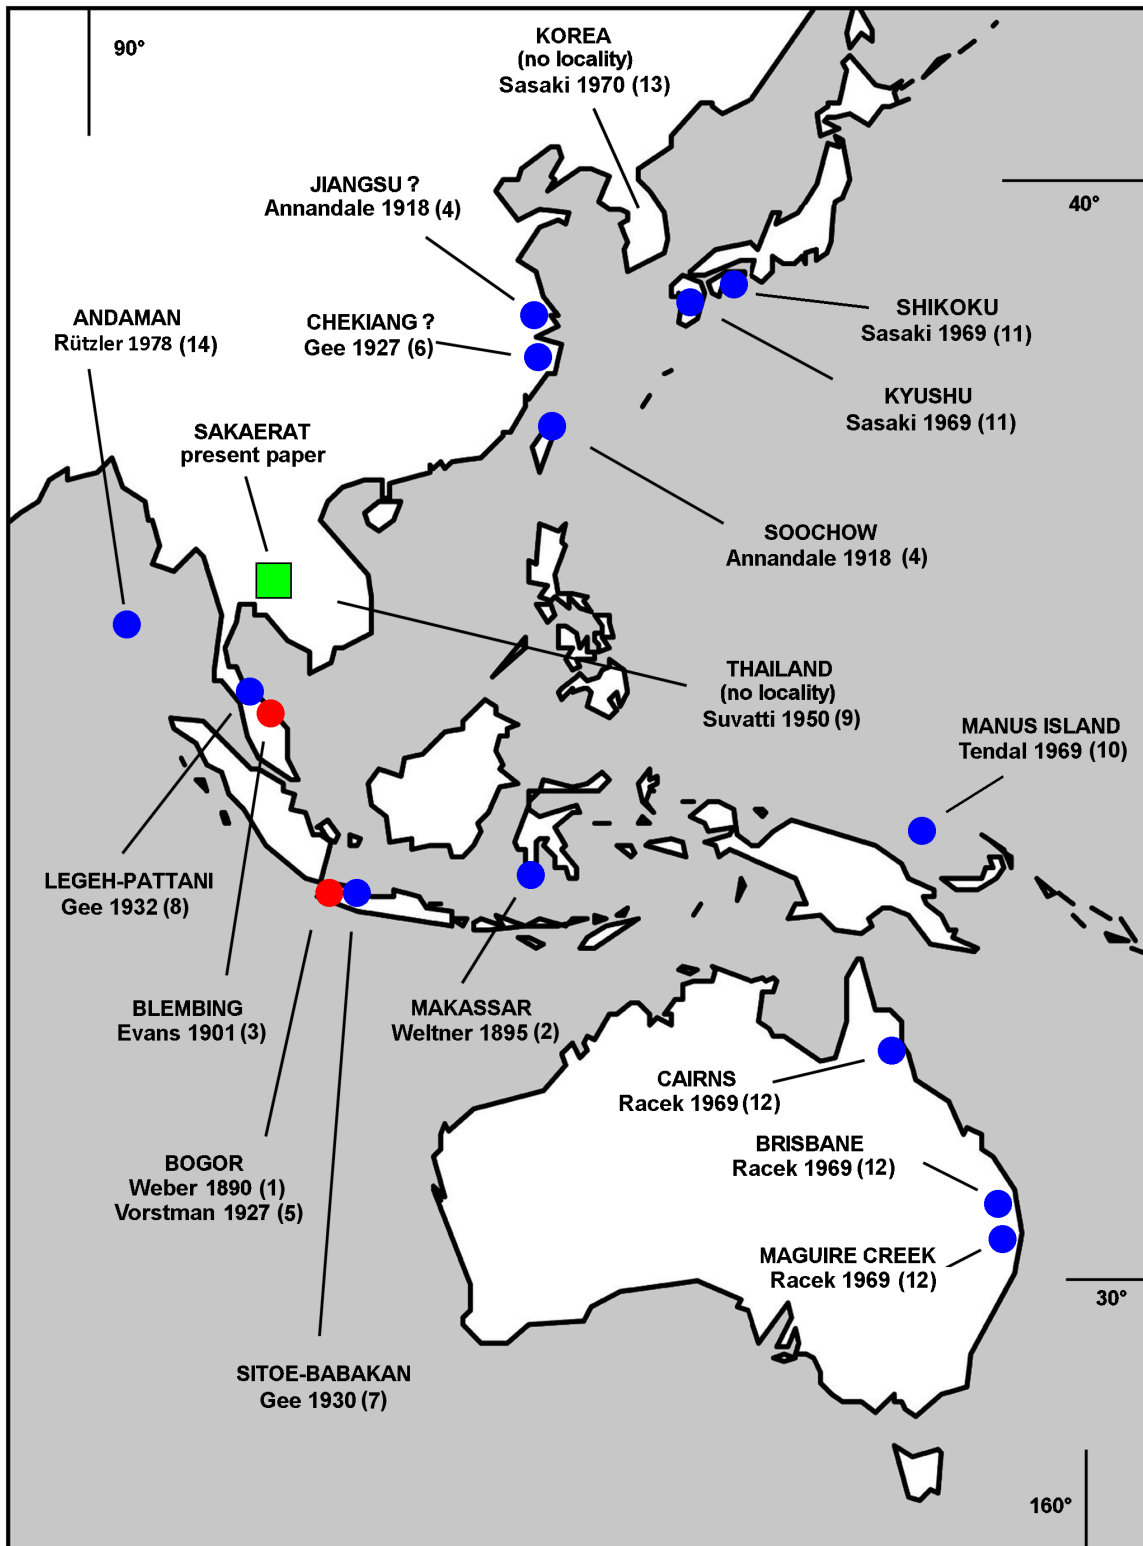 90°
KOREA
(no locality)
Sasaki 1970 (13)
40°
JIANGSU ?
Annandale 1918 (4)
ANDAMAN
Rützler 1978 (14)
CHEKIANG ?
Gee 1927 (6)
SHIKOKU
Sasaki 1969 (11)
KYUSHU
Sasaki 1969 (11)
SAKAERAT
present paper
SOOCHOW
Annandale 1918 (4)
THAILAND
(no locality)
Suvatti 1950 (9)
MANUS ISLAND
Tendal 1969 (10)
LEGEH-PATTANI
Gee 1932 (8)
BLEMBING
Evans 1901 (3)
MAKASSAR
Weltner 1895 (2)
CAIRNS
Racek 1969 (12)
BRISBANE
Racek 1969 (12)
BOGOR
Weber 1890 (1)
Vorstman 1927 (5)
MAGUIRE CREEK
Racek 1969 (12)
30°
SITOE-BABAKAN
Gee 1930 (7)
160°